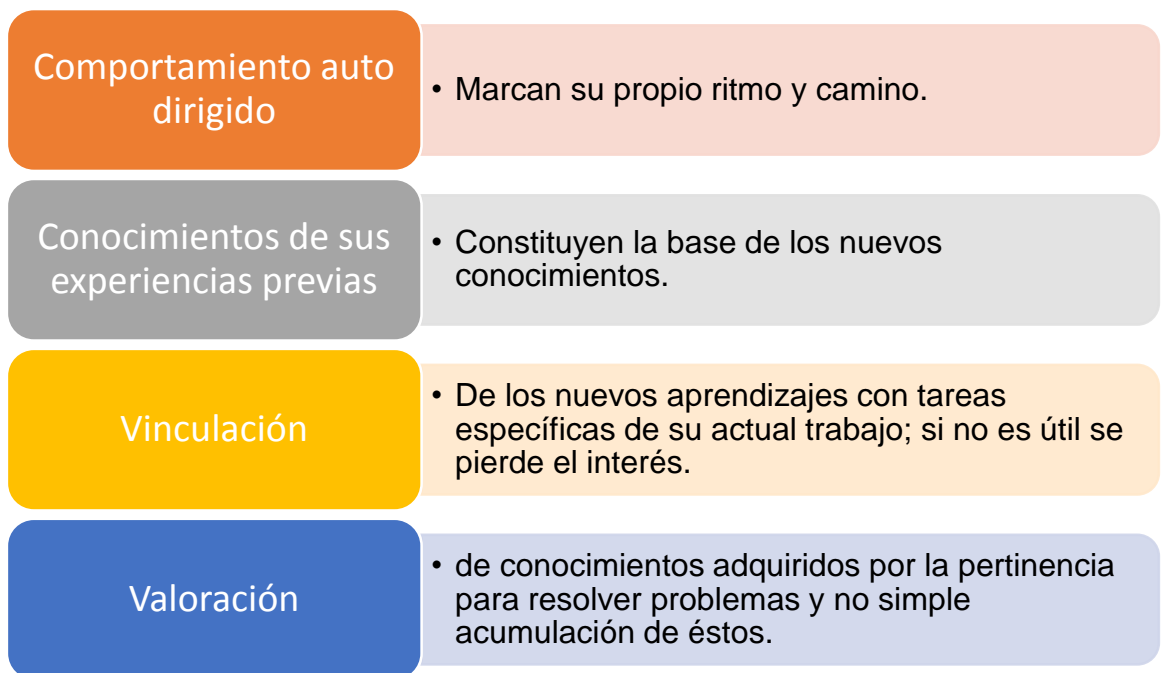 Comportamiento auto
dirigido
• Marcan su propio ritmo y camino.
Conocimientos de sus
experiencias previas
• Constituyen la base de los nuevos
conocimientos.
Vinculación
• De los nuevos aprendizajes con tareas
específicas de su actual trabajo; si no es útil se
pierde el interés.
Valoración
• de conocimientos adquiridos por la pertinencia
para resolver problemas y no simple
acumulación de éstos.